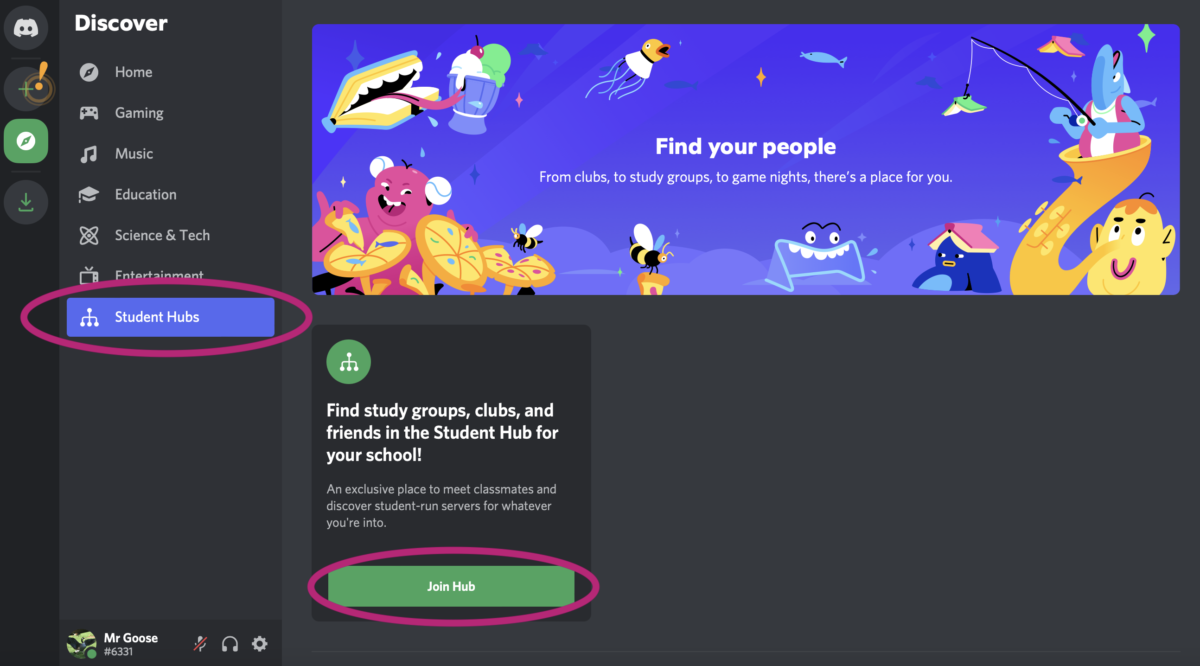 Discover
Home
Gaming
Music
Education
Science & Tech
Entertainment
Student Hubs
Mr Goose
#6331
Find your people
From clubs, to study groups, to game nights, there's a place for you.
Find study groups, clubs, and
friends in the Student Hub for
your school!
An exclusive place to meet classmates and
discover student-run servers for whatever
you're into.
Join Hub